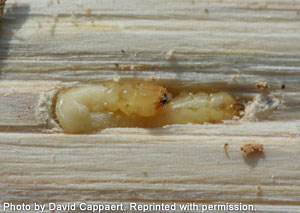 Photo by David Cappaert. Reprinted with permission.